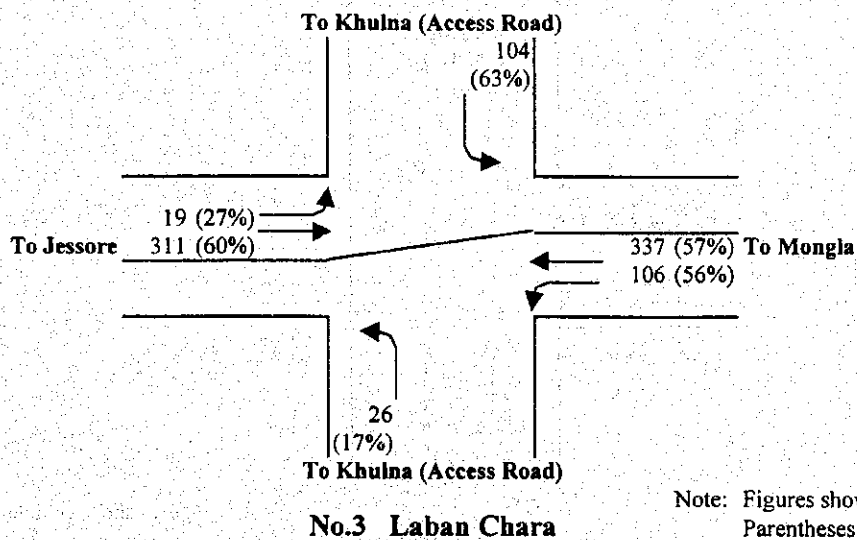 To Khulna (Access Road)
104
(63%)
19 (27%)
To Jessore 311 (60%)
337 (57%) To Mongla
106 (56%)
26
(17%)
To Khulna (Access Road)
Note: Figures
No.3 Laban Chara
Parentheses